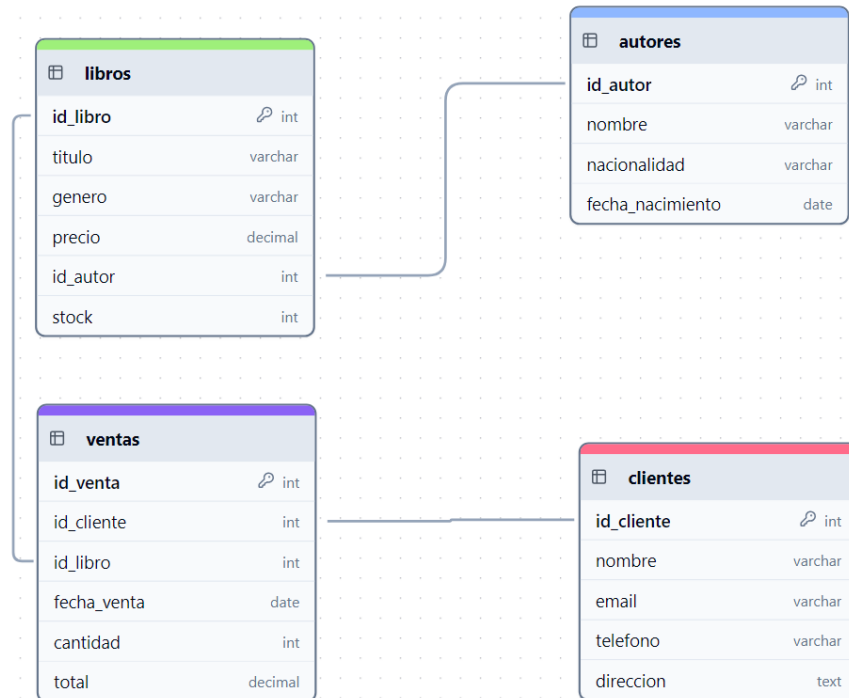 libros
id_libro int
titulo varchar
genero varchar
precio decimal
id_autor int
stock int
autores
id_autor int
nombre varchar
nacionalidad varchar
fecha_nacimiento date
ventas
id_venta int
id_cliente int
id_libro int
fecha_venta date
cantidad int
total decimal
clientes
id_cliente int
nombre varchar
email varchar
telefono varchar
direccion text